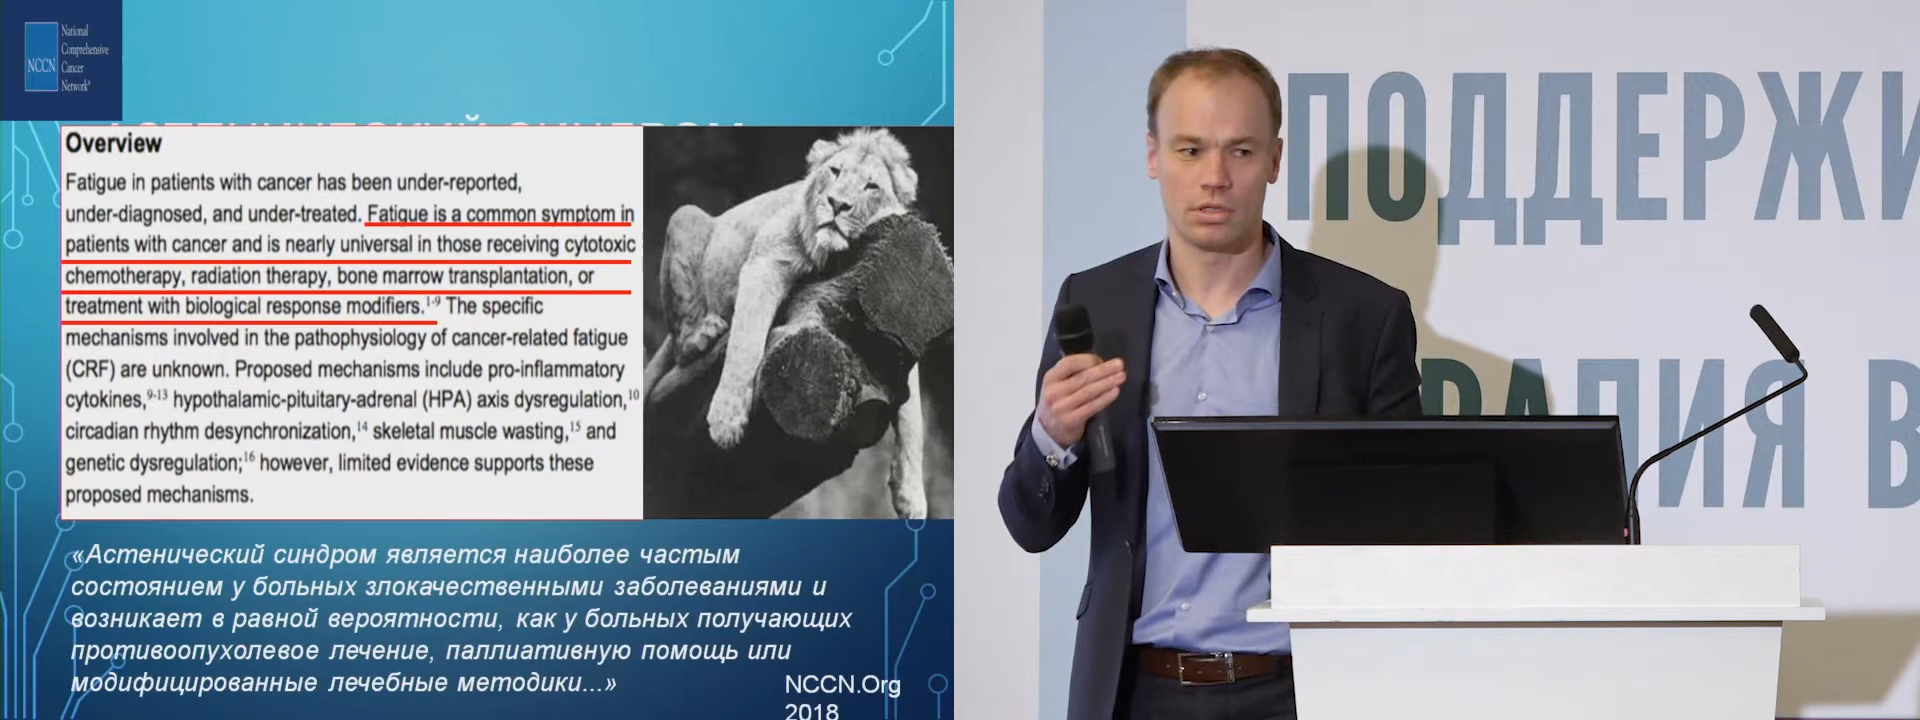 National
Comprehensive
Cancer
Network®
NCCN
АСТЕНИЧЕСКИЙ СИНДРОМ
Overview
Fatigue in patients with cancer has been under-reported,
under-diagnosed, and under-treated. Fatigue is a common symptom in
patients with cancer and is nearly universal in those receiving cytotoxic
chemotherapy, radiation therapy, bone marrow transplantation, or
treatment with biological response modifiers.1-9 The specific
mechanisms involved in the pathophysiology of cancer-related fatigue
(CRF) are unknown. Proposed mechanisms include pro-inflammatory
cytokines,9-13 hypothalamic-pituitary-adrenal (HPA) axis dysregulation,10
circadian rhythm desynchronization,14 skeletal muscle wasting,15 and
genetic dysregulation;16 however, limited evidence supports these
proposed mechanisms.
«Астенический синдром является наиболее частым
состоянием у больных злокачественными заболеваниями и
возникает в равной вероятности, как у больных получающих
противоопухолевое лечение, паллиативную помощь или
модифицированные лечебные методики...»
NCCN.Org
2018
ПОДДЕРЖИ
РАПИЯ В